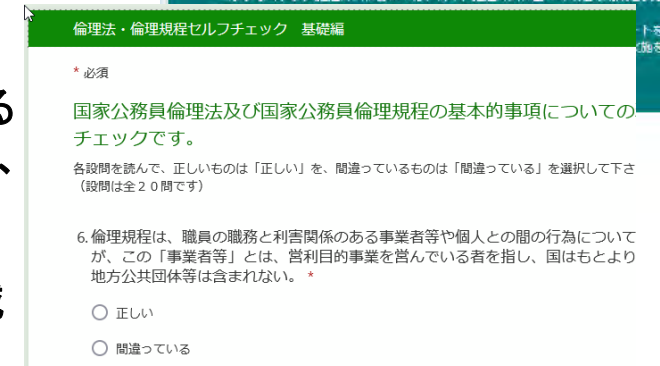 倫理法・倫理規程セルフチェック 基礎編
* 必須
国家公務員倫理法及び国家公務員倫理規程の基本的事項についての
チェックです。
各設問を読んで、正しいものは「正しい」を、間違っているものは「間違っている」を選択して下さ
（設問は全２０問です）
6. 倫理規程は、職員の職務と利害関係のある事業者等や個人との間の行為について
が、この「事業者等」とは、営利目的事業を営んでいる者を指し、国はもとより
地方公共団体等は含まれない。 *
正しい
間違っている
る
、